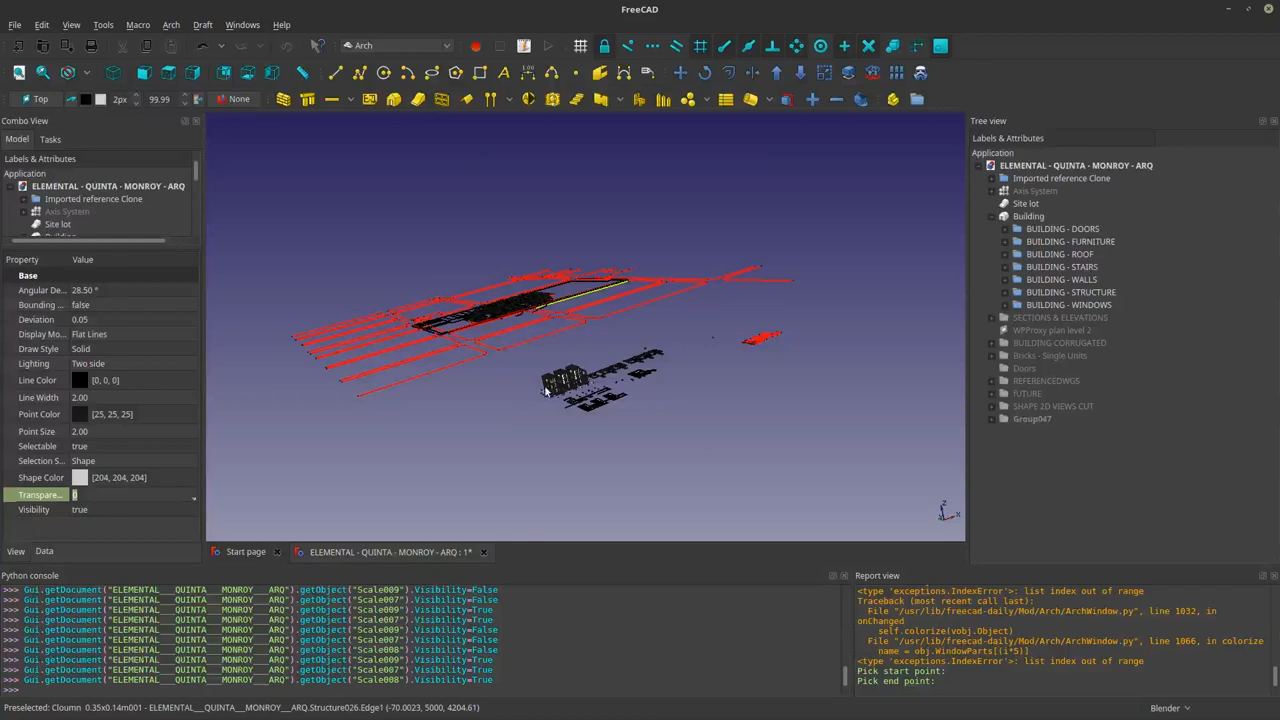 FreeCAD
File Edit View Tools Macro Arch Draft Windows Help
Arch
Top 2px 99.99 None
Combo View
Model Tasks
Labels & Attributes
Application
ELEMENTAL - QUINTA - MONROY - ARQ
Imported reference Clone
Axis System
Site lot
Property Value
Base
Angular De... 28.50 °
Bounding ... false
Deviation 0.05
Display Mo... Flat Lines
Draw Style Solid
Lighting Two side
Line Color [0, 0, 0]
Line Width 2.00
Point Color [25, 25, 25]
Point Size 2.00
Selectable true
Selection S... Shape
Shape Color [204, 204, 204]
Transpare... 0
Visibility true
View Data
Z
X
Start page ELEMENTAL - QUINTA - MONROY - ARQ : 1*
Tree view
Labels & Attributes
Application
ELEMENTAL - QUINTA - MONROY - ARQ
Imported reference Clone
Axis System
Site lot
Building
BUILDING - DOORS
BUILDING - FURNITURE
BUILDING - ROOF
BUILDING - STAIRS
BUILDING - WALLS
BUILDING - STRUCTURE
BUILDING - WINDOWS
SECTIONS & ELEVATIONS
WPProxy plan level 2
BUILDING CORRUGATED
Bricks - Single Units
Doors
REFERENCEDWGS
fUTURE
SHAPE 2D VIEWS CUT
Group047
Python console
>>> Gui.getDocument("ELEMENTAL___QUINTA___MONROY___ARQ").getObject("Scale009").Visibility=False
>>> Gui.getDocument("ELEMENTAL___QUINTA___MONROY___ARQ").getObject("Scale009").Visibility=False
>>> Gui.getDocument("ELEMENTAL___QUINTA___MONROY___ARQ").getObject("Scale009").Visibility=True
>>> Gui.getDocument("ELEMENTAL___QUINTA___MONROY___ARQ").getObject("Scale007").Visibility=True
>>> Gui.getDocument("ELEMENTAL___QUINTA___MONROY___ARQ").getObject("Scale009").Visibility=False
>>> Gui.getDocument("ELEMENTAL___QUINTA___MONROY___ARQ").getObject("Scale007").Visibility=False
>>> Gui.getDocument("ELEMENTAL___QUINTA___MONROY___ARQ").getObject("Scale009").Visibility=True
>>> Gui.getDocument("ELEMENTAL___QUINTA___MONROY___ARQ").getObject("Scale007").Visibility=True
>>> Gui.getDocument("ELEMENTAL___QUINTA___MONROY___ARQ").getObject("Scale008").Visibility=True
>>>
Report view
<type 'exceptions.IndexError'>: list index out of range
Traceback (most recent call last):
File "/usr/lib/freecad-daily/Mod/Arch/ArchWindow.py", line 1032, in
onChanged
self.colorize(vobj.Object)
File "/usr/lib/freecad-daily/Mod/Arch/ArchWindow.py", line 1066, in colorize
name = obj.WindowParts[(i*5)]
<type 'exceptions.IndexError'>: list index out of range
Pick start point:
Pick end point:
Preselected: Cloumn 0.35x0.14m001 - ELEMENTAL___QUINTA___MONROY___ARQ.Structure026.Edge1 (-70.0023, 5000, 4204.61)
Blender